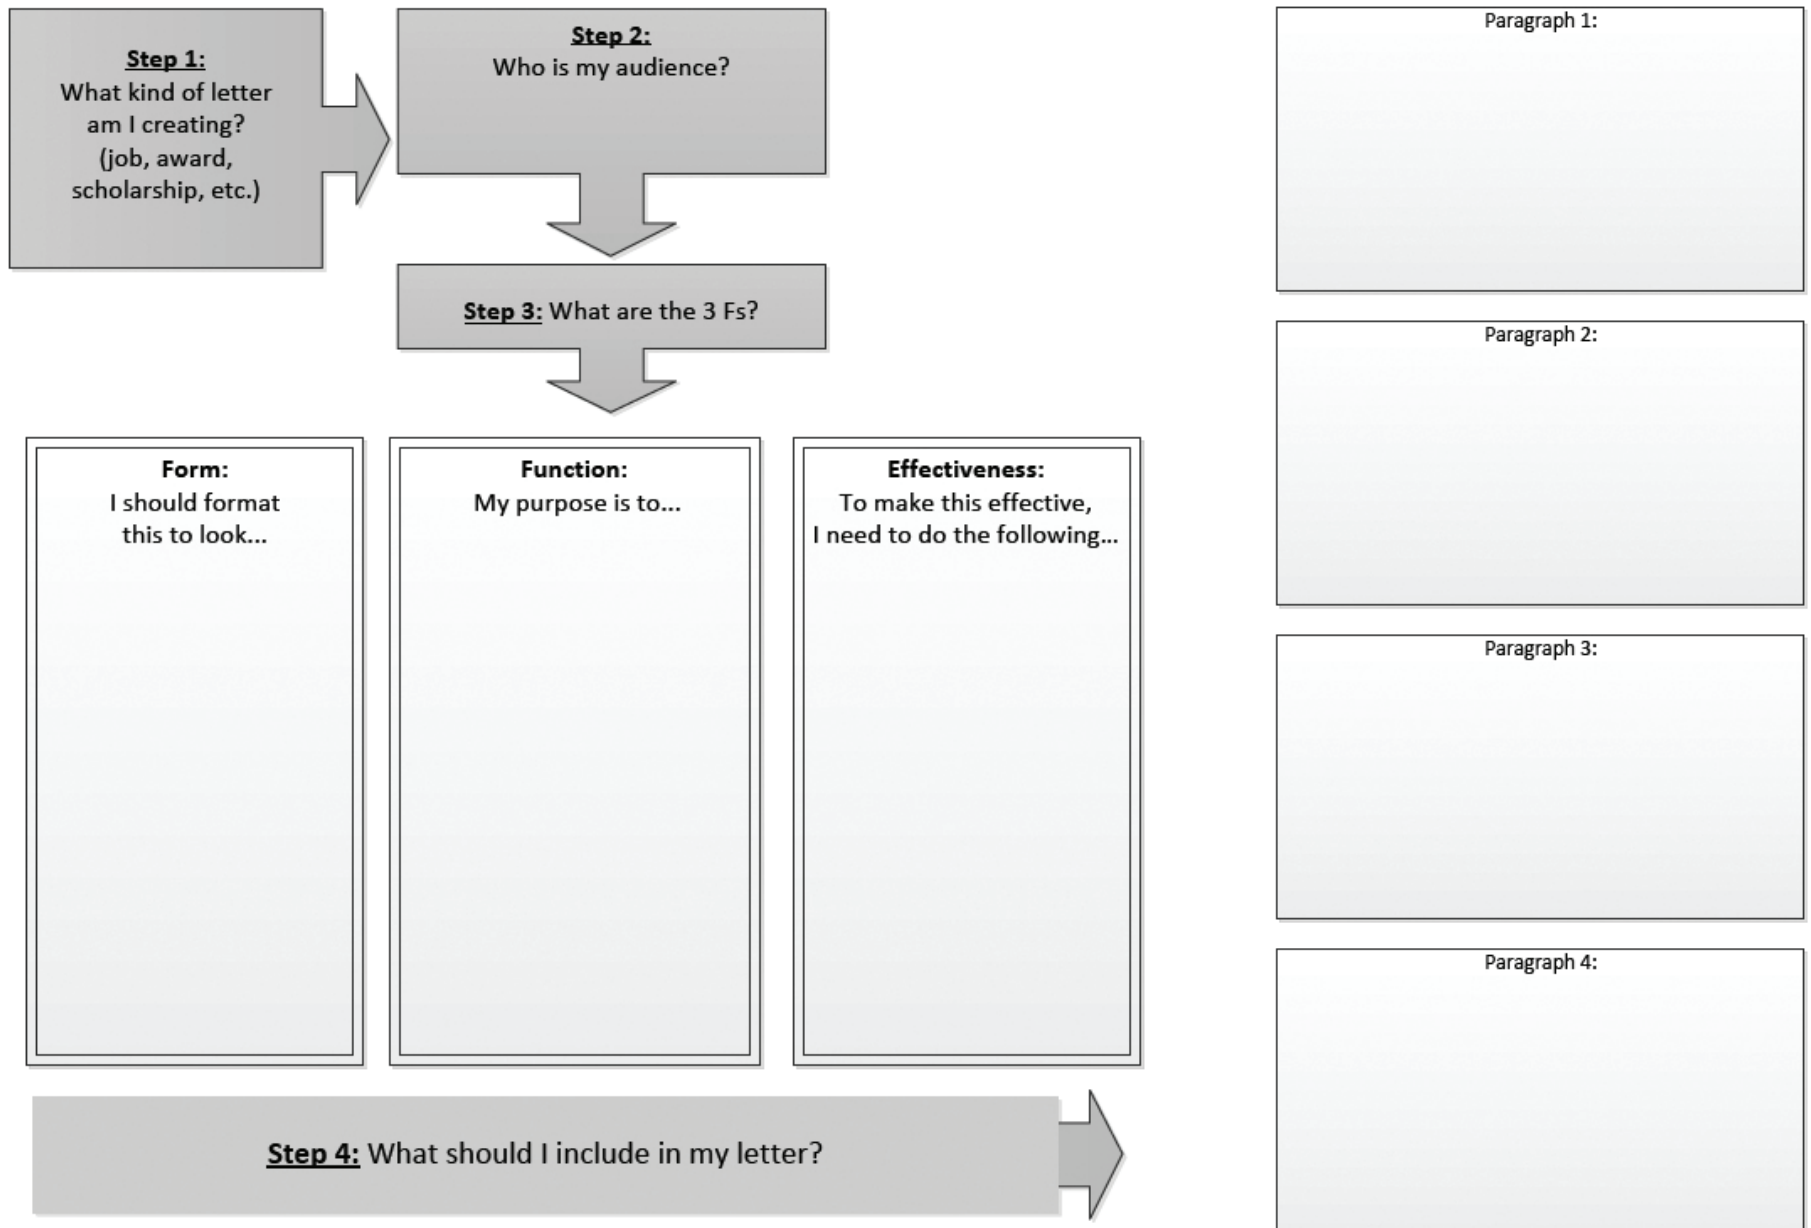 Step 1:
What kind of letter
am I creating?
(job, award,
scholarship, etc.)
Step 2:
Who is my audience?
Step 3: What are the 3 Fs?
Form:
I should format
this to look...
Function:
My purpose is to...
Effectiveness:
To make this effective,
I need to do the following...
Step 4: What should I include in my letter?
Paragraph 1:
Paragraph 2:
Paragraph 3:
Paragraph 4: